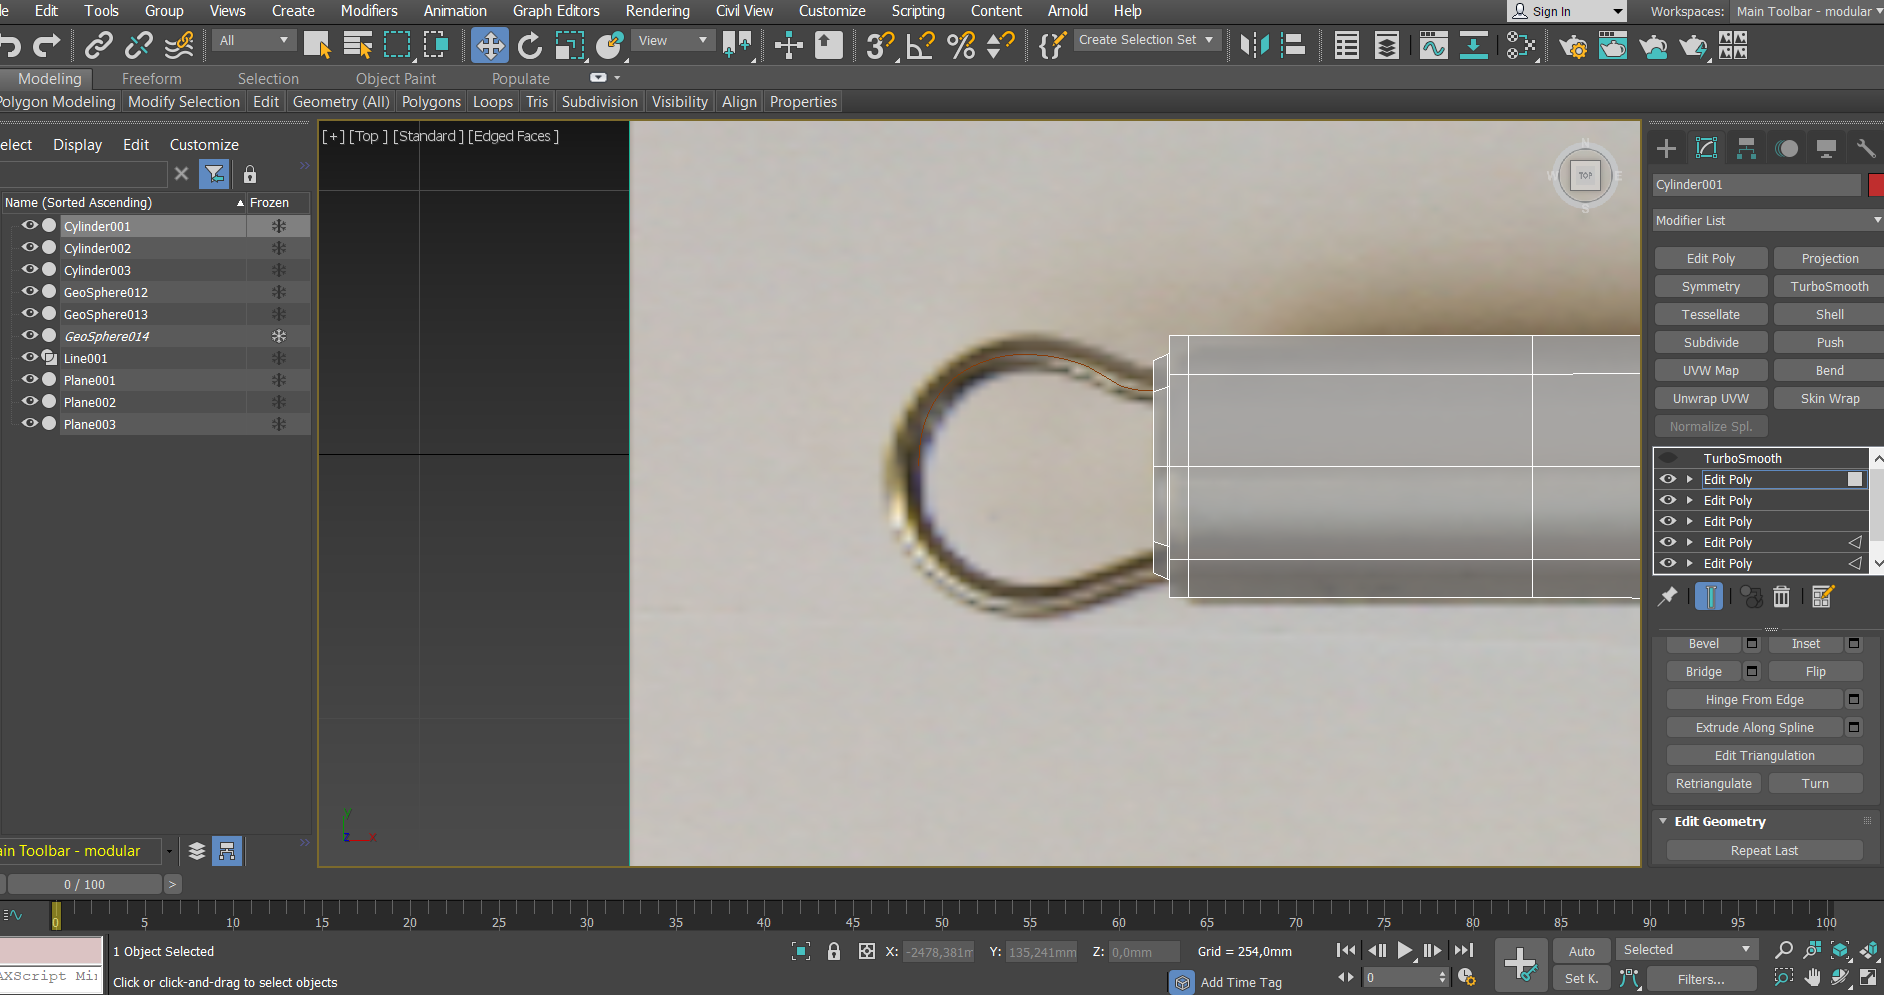 Edit Tools Group Views Create Modifiers Animation Graph Editors Rendering Civil View Customize Scripting Content Arnold Help Sign In Workspaces: Main Toolbar - modular
All View Create Selection Set
Modeling Freeform Selection Object Paint Populate
Polygon Modeling Modify Selection Edit Geometry (All) Polygons Loops Tris Subdivision Visibility Align Properties
elect Display Edit Customize
Name (Sorted Ascending) Frozen
Cylinder001
Cylinder002
Cylinder003
GeoSphere012
GeoSphere013
GeoSphere014
Line001
Plane001
Plane002
Plane003
ain Toolbar - modular
0 / 100 >
[+] [Top ] [Standard ] [Edged Faces ]
N
W TOP E
S
y
z x
Cylinder001
Modifier List
Edit Poly Projection
Symmetry TurboSmooth
Tessellate Shell
Subdivide Push
UVW Map Bend
Unwrap UVW Skin Wrap
Normalize Spl.
TurboSmooth
Edit Poly
Edit Poly
Edit Poly
Edit Poly
Edit Poly
Bevel Inset
Bridge Flip
Hinge From Edge
Extrude Along Spline
Edit Triangulation
Retriangulate Turn
Edit Geometry
Repeat Last
0 5 10 15 20 25 30 35 40 45 50 55 60 65 70 75 80 85 90 95 100
1 Object Selected X: -2478,381m Y: 135,241mm Z: 0,0mm Grid = 254,0mm Auto Selected
AXScript Mi Click or click-and-drag to select objects Add Time Tag 0 Set K. Filters...